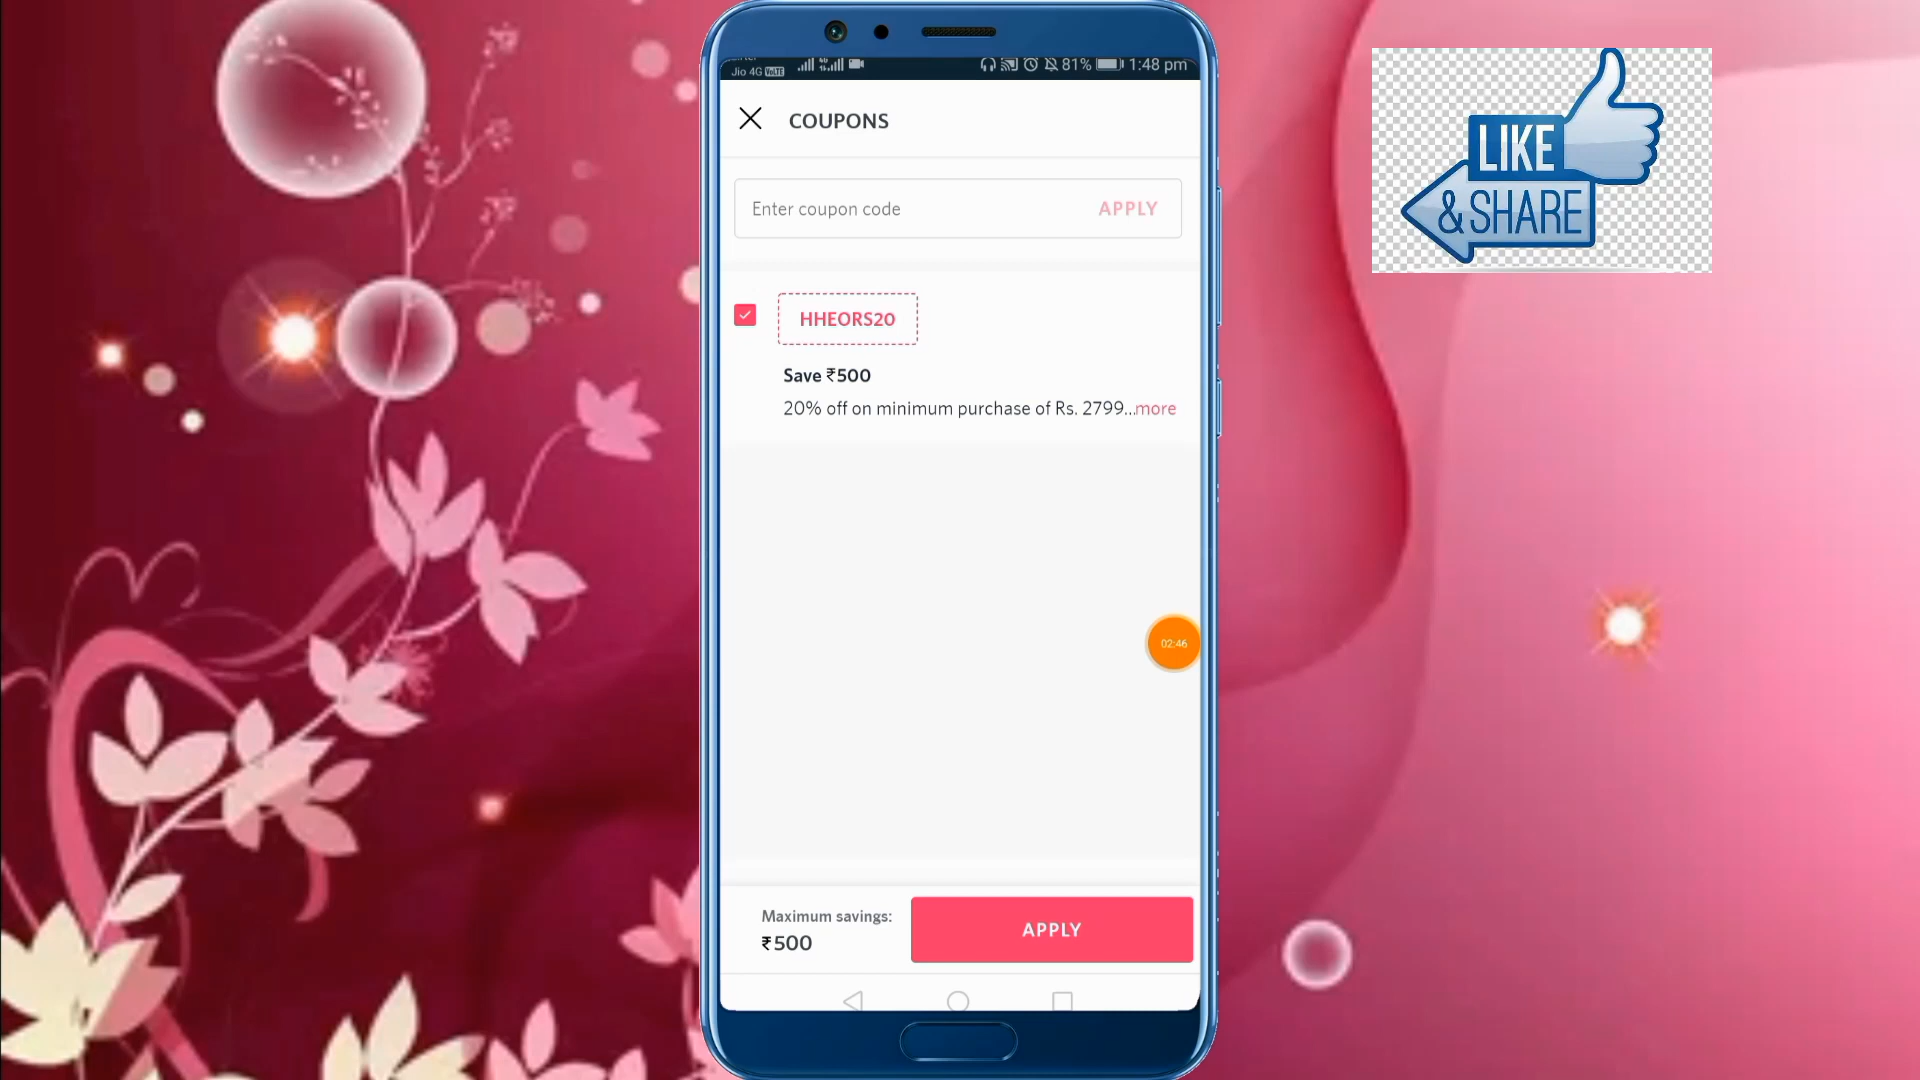 Jio 4G VoLTE 81% 1:48 pm
COUPONS
Enter coupon code APPLY
HHEORS20
Save ₹500
20% off on minimum purchase of Rs. 2799...more
02:46
Maximum savings:
₹500
APPLY
LIKE
& SHARE